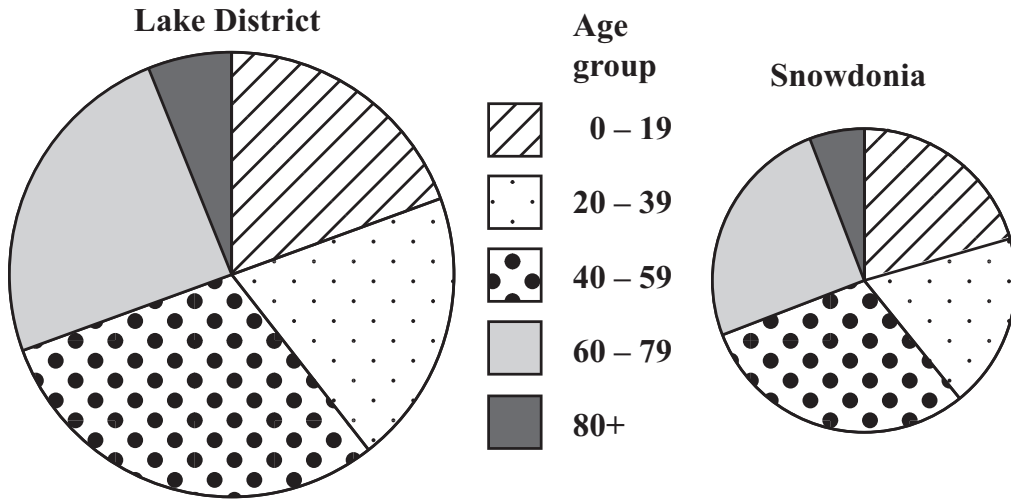 Lake District
Age
group
0 – 19
20 – 39
40 – 59
60 – 79
80+
Snowdonia